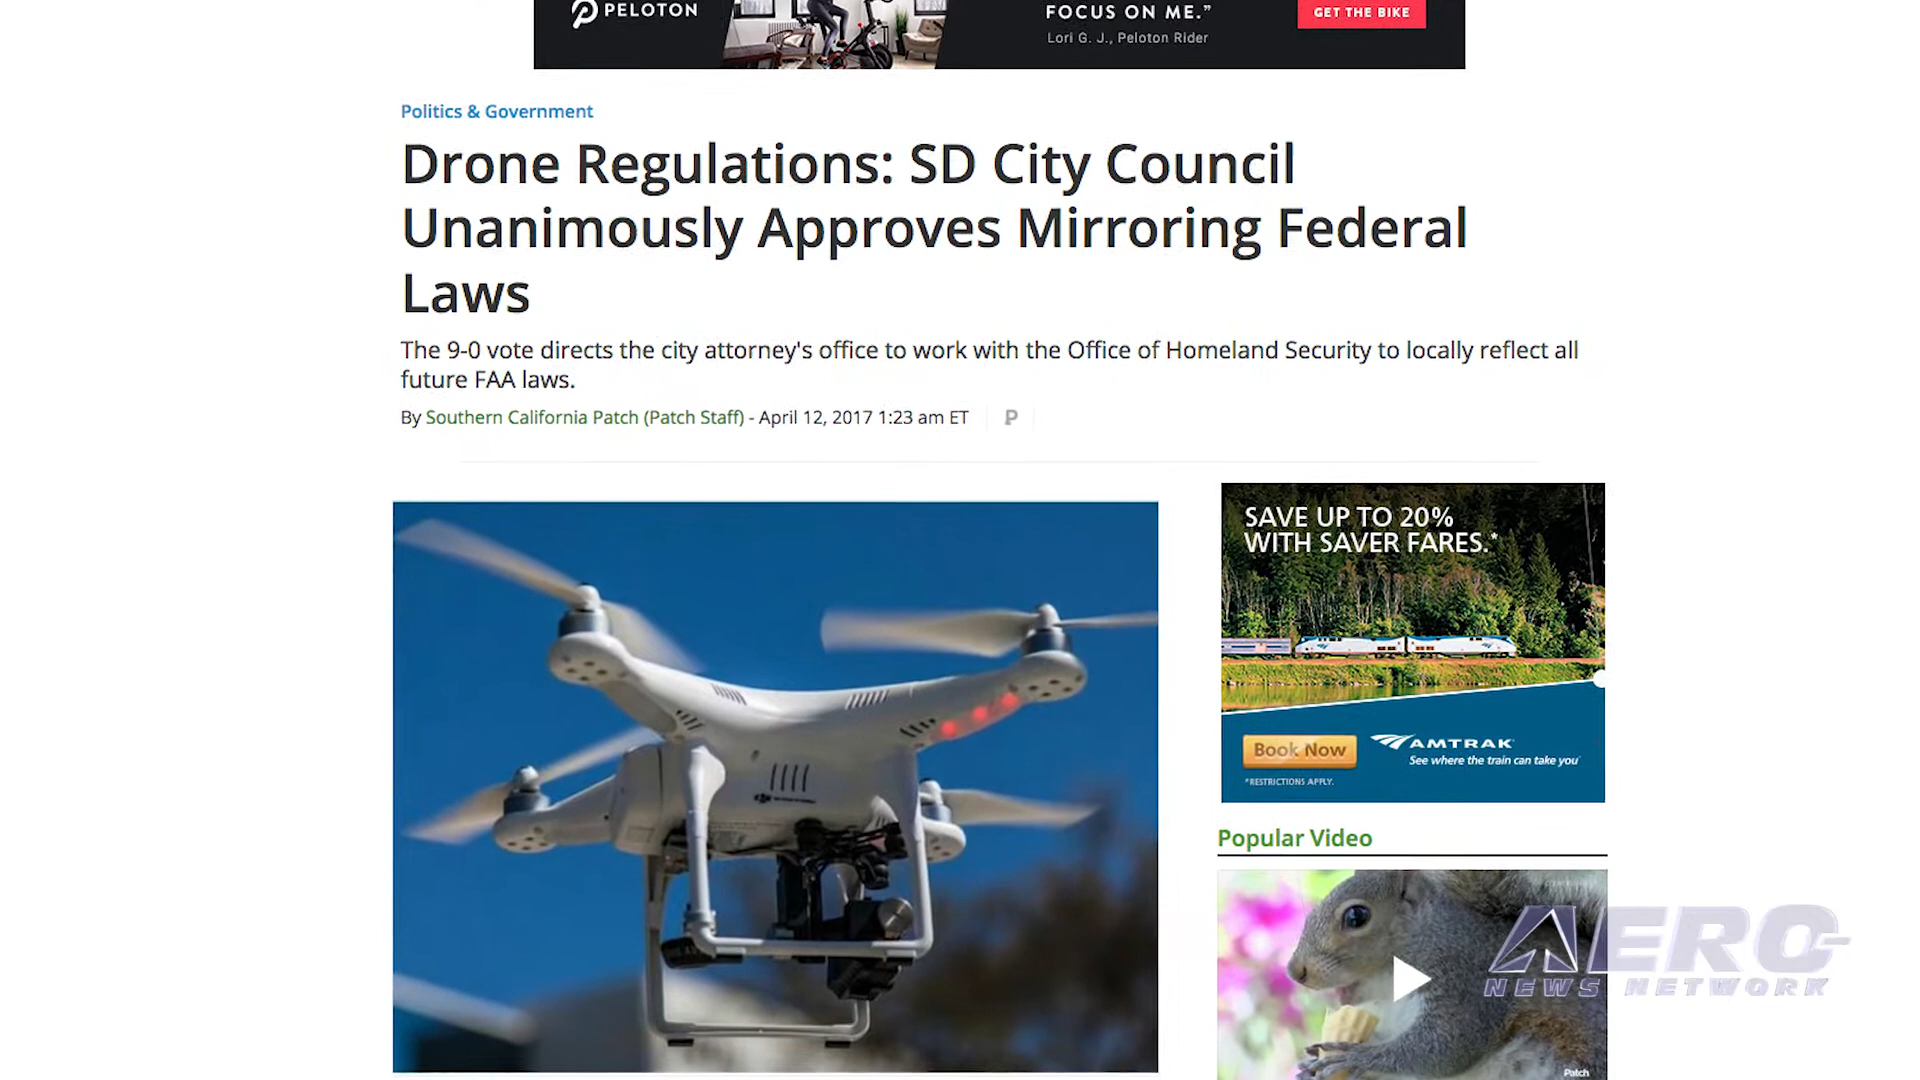 PELOTON
FOCUS ON ME.”
GET THE BIKE
Lori G. J., Peloton Rider
Politics & Government
Drone Regulations: SD City Council
Unanimously Approves Mirroring Federal
Laws
The 9-0 vote directs the city attorney's office to work with the Office of Homeland Security to locally reflect all
future FAA laws.
By Southern California Patch (Patch Staff) - April 12, 2017 1:23 am ET
P
SAVE UP TO 20%
WITH SAVER FARES.*
Book Now
AMTRAK
See where the train can take you
*RESTRICTIONS APPLY.
Popular Video
AERO-
NEWS NETWORK
Patch